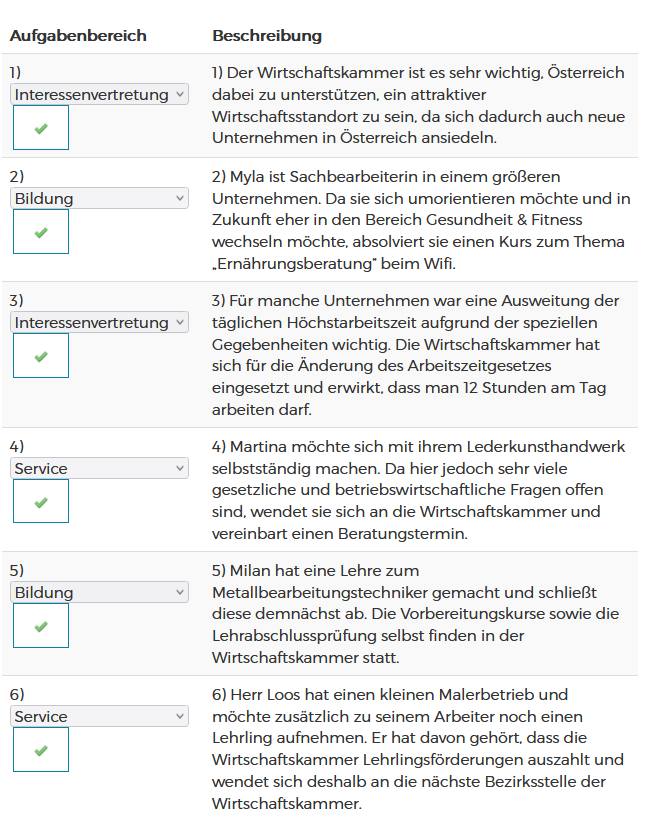 Aufgabenbereich Beschreibung
1)
Interessenvertretung
1) Der Wirtschaftskammer ist es sehr wichtig, Österreich
dabei zu unterstützen, ein attraktiver
Wirtschaftsstandort zu sein, da sich dadurch auch neue
Unternehmen in Österreich ansiedeln.
2)
Bildung
2) Myla ist Sachbearbeiterin in einem größeren
Unternehmen. Da sie sich umorientieren möchte und in
Zukunft eher in den Bereich Gesundheit & Fitness
wechseln möchte, absolviert sie einen Kurs zum Thema
„Ernährungsberatung“ beim Wifi.
3)
Interessenvertretung
3) Für manche Unternehmen war eine Ausweitung der
täglichen Höchstarbeitszeit aufgrund der speziellen
Gegebenheiten wichtig. Die Wirtschaftskammer hat
sich für die Änderung des Arbeitszeitgesetzes
eingesetzt und erwirkt, dass man 12 Stunden am Tag
arbeiten darf.
4)
Service
4) Martina möchte sich mit ihrem Lederkunsthandwerk
selbstständig machen. Da hier jedoch sehr viele
gesetzliche und betriebswirtschaftliche Fragen offen
sind, wendet sie sich an die Wirtschaftskammer und
vereinbart einen Beratungstermin.
5)
Bildung
5) Milan hat eine Lehre zum
Metallbearbeitungstechniker gemacht und schließt
diese demnächst ab. Die Vorbereitungskurse sowie die
Lehrabschlussprüfung selbst finden in der
Wirtschaftskammer statt.
6)
Service
6) Herr Loos hat einen kleinen Malerbetrieb und
möchte zusätzlich zu seinem Arbeiter noch einen
Lehrling aufnehmen. Er hat davon gehört, dass die
Wirtschaftskammer Lehrlingsförderungen auszahlt und
wendet sich deshalb an die nächste Bezirksstelle der
Wirtschaftskammer.